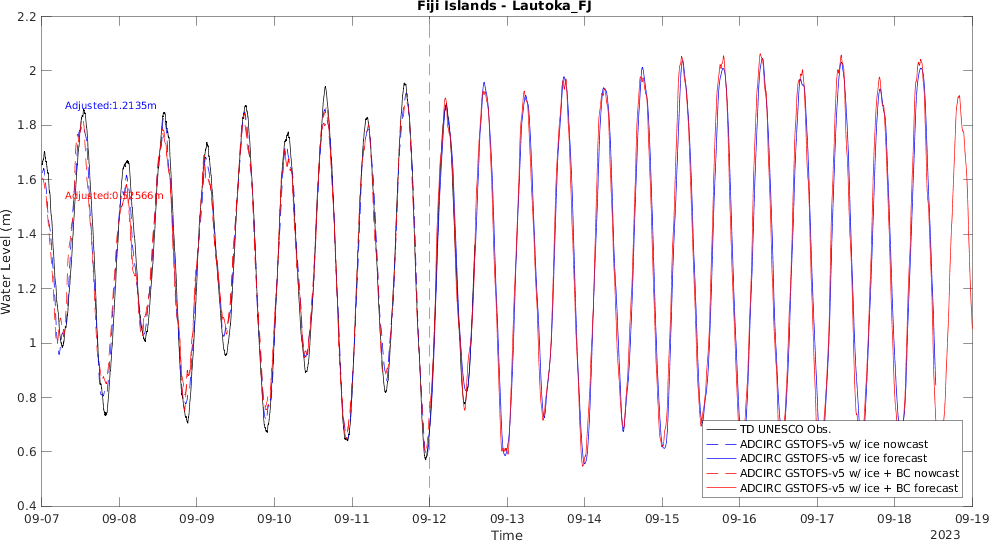 Fiji Islands - Lautoka_FJ
2.2
2
1.8
1.6
1.4
1.2
1
0.8
0.6
0.4
Water Level (m)
Adjusted:1.2135m
Adjusted:0.92566m
TD UNESCO Obs.
ADCIRC GSTOFS-v5 w/ ice nowcast
ADCIRC GSTOFS-v5 w/ ice forecast
ADCIRC GSTOFS-v5 w/ ice + BC nowcast
ADCIRC GSTOFS-v5 w/ ice + BC forecast
09-07 09-08 09-09 09-10 09-11 09-12 09-13 09-14 09-15 09-16 09-17 09-18 09-19
Time
2023